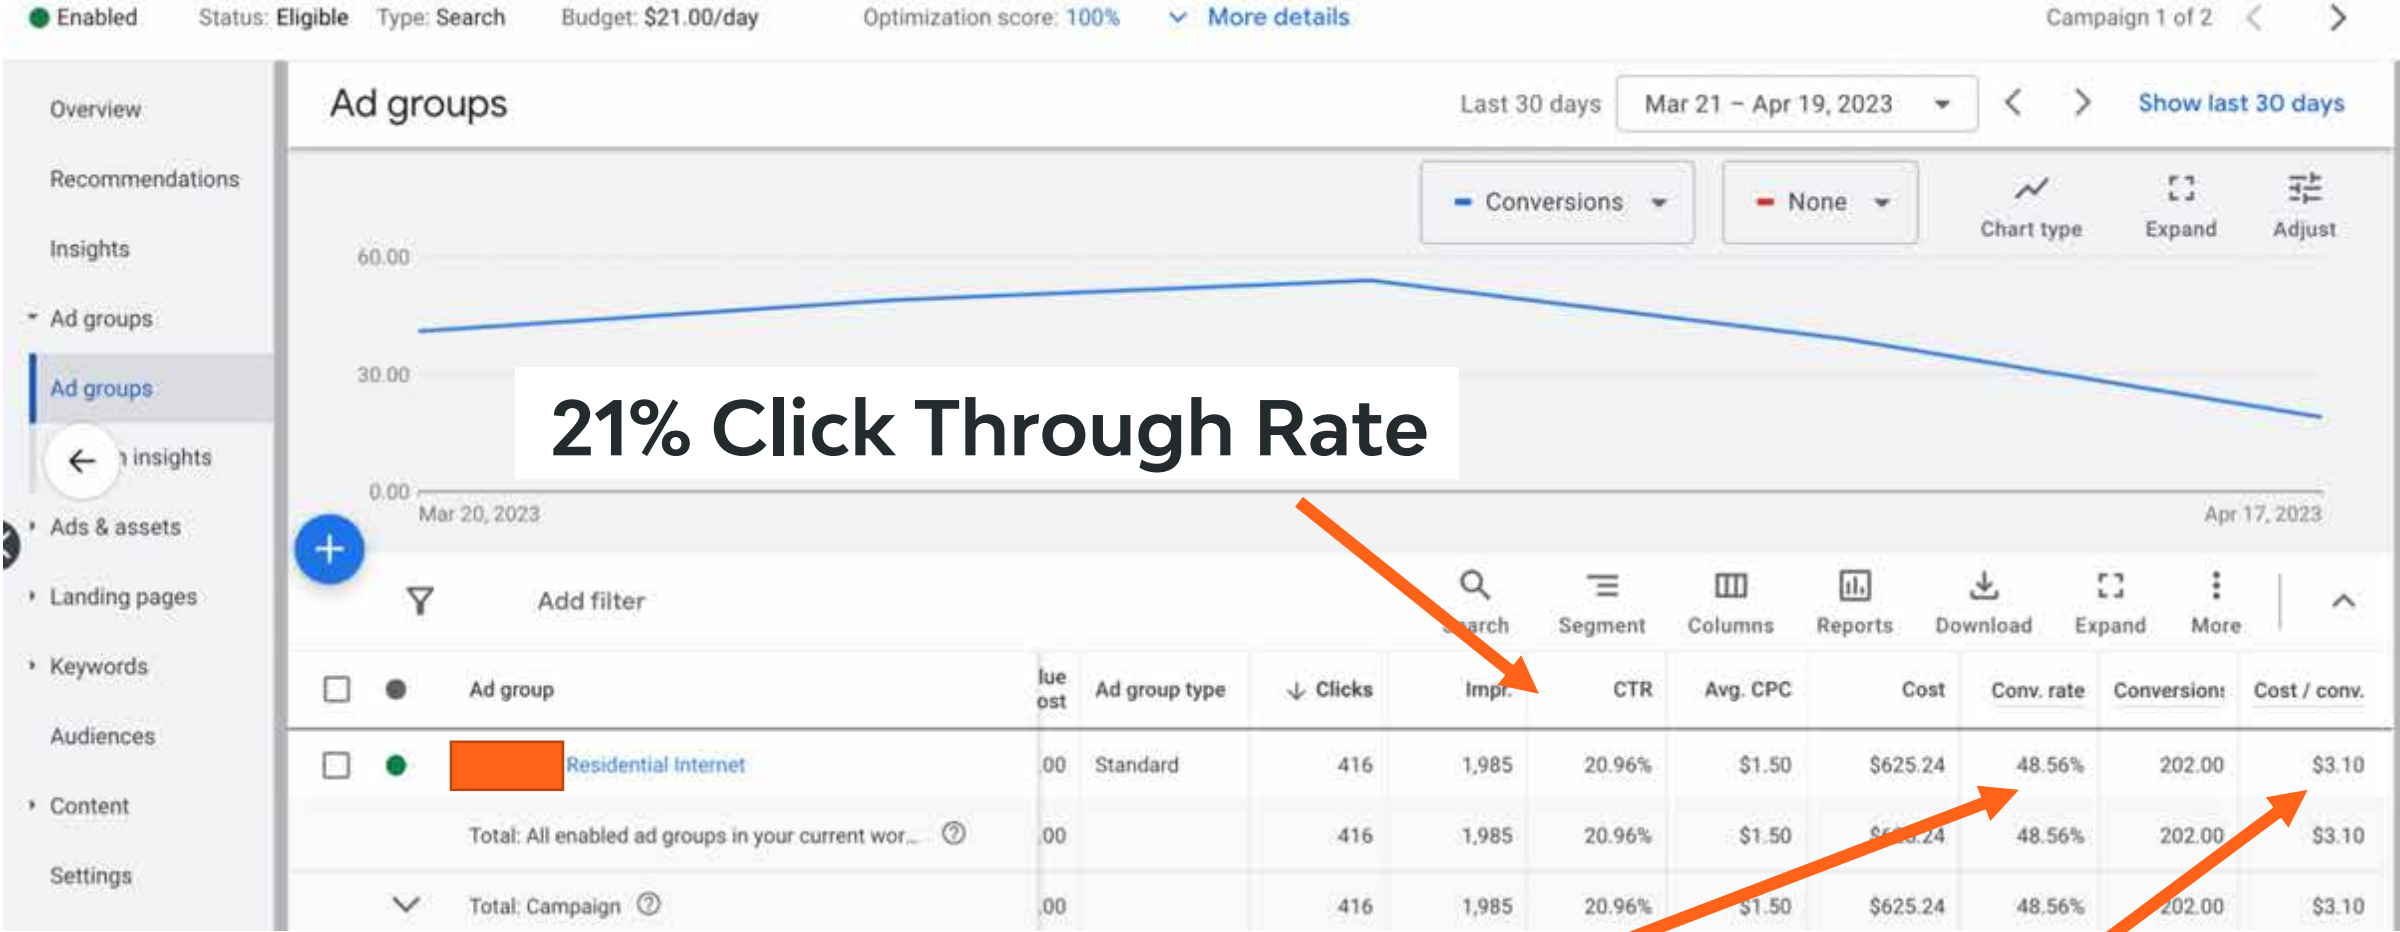 Enabled Status: Eligible Type: Search Budget: $21.00/day Optimization score: 100% More details Campaign 1 of 2
Overview
Recommendations
Insights
Ad groups
Ad groups
insights
Ads & assets
Landing pages
Keywords
Audiences
Content
Settings
Ad groups Last 30 days Mar 21 – Apr 19, 2023 Show last 30 days
Conversions None Chart type Expand Adjust
60.00
30.00
0.00
21% Click Through Rate
Mar 20, 2023 Apr 17, 2023
Add filter Search Segment Columns Reports Download Expand More
Ad group lue ost Ad group type Clicks Impr. CTR Avg. CPC Cost Conv. rate Conversions Cost / conv.
Residential Internet .00 Standard 416 1,985 20.96% $1.50 $625.24 48.56% 202.00 $3.10
Total: All enabled ad groups in your current wor... .00 416 1,985 20.96% $1.50 $625.24 48.56% 202.00 $3.10
Total: Campaign .00 416 1,985 20.96% $1.50 $625.24 48.56% 202.00 $3.10